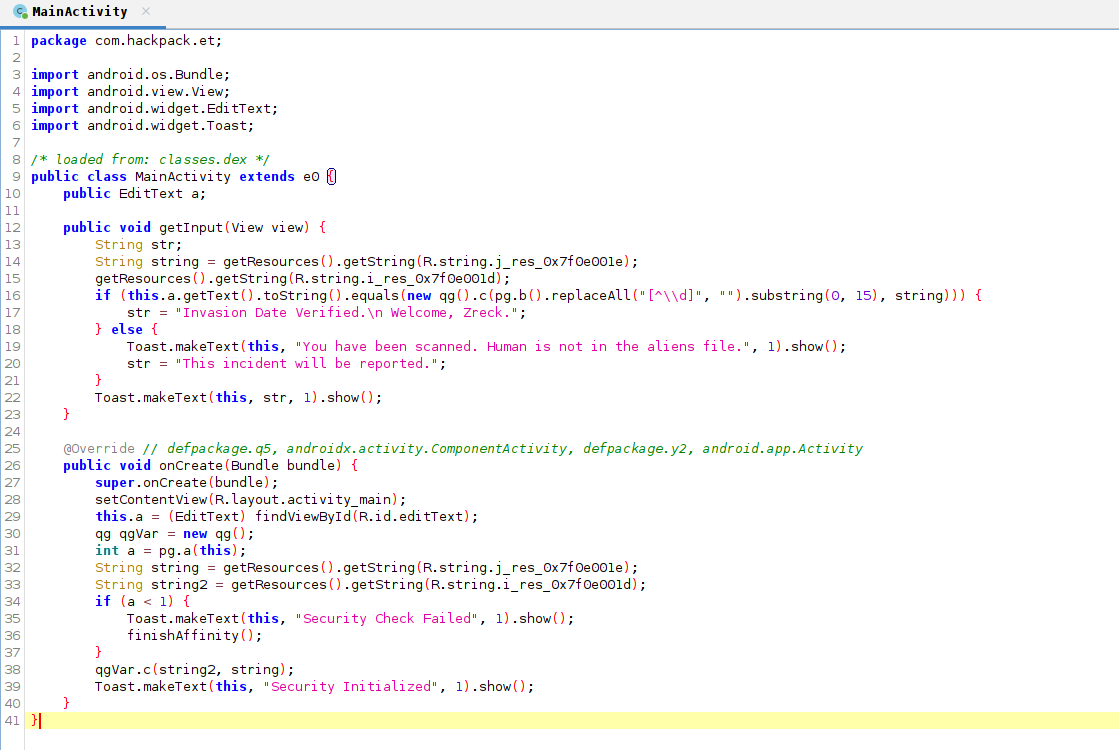 MainActivity
1 package com.hackpack.et;
2
3 import android.os.Bundle;
4 import android.view.View;
5 import android.widget.EditText;
6 import android.widget.Toast;
7
8 /* loaded from: classes.dex */
9 public class MainActivity extends e0 {
10     public EditText a;
11
12     public void getInput(View view) {
13         String str;
14         String string = getResources().getString(R.string.j_res_0x7f0e001e);
15         getResources().getString(R.string.i_res_0x7f0e001d);
16         if (this.a.getText().toString().equals(new qg().c(pg.b().replaceAll("[^\\d]", "").substring(0, 15), string))) {
17             str = "Invasion Date Verified.\n Welcome, Zreck.";
18         } else {
19             Toast.makeText(this, "You have been scanned. Human is not in the aliens file.", 1).show();
20             str = "This incident will be reported.";
21         }
22         Toast.makeText(this, str, 1).show();
23     }
24
25     @Override // defpackage.q5, androidx.activity.ComponentActivity, defpackage.y2, android.app.Activity
26     public void onCreate(Bundle bundle) {
27         super.onCreate(bundle);
28         setContentView(R.layout.activity_main);
29         this.a = (EditText) findViewById(R.id.editText);
30         qg qgVar = new qg();
31         int a = pg.a(this);
32         String string = getResources().getString(R.string.j_res_0x7f0e001e);
33         String string2 = getResources().getString(R.string.i_res_0x7f0e001d);
34         if (a < 1) {
35             Toast.makeText(this, "Security Check Failed", 1).show();
36             finishAffinity();
37         }
38         qgVar.c(string2, string);
39         Toast.makeText(this, "Security Initialized", 1).show();
40     }
41 }